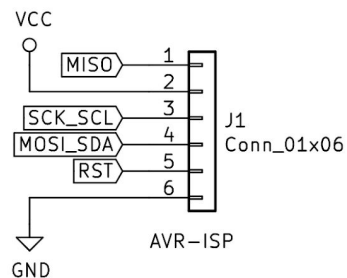 VCC
MISO 1
2
SCK_SCL 3
MOSI_SDA 4
RST 5
6
J1
Conn_01x06
AVR-ISP
GND